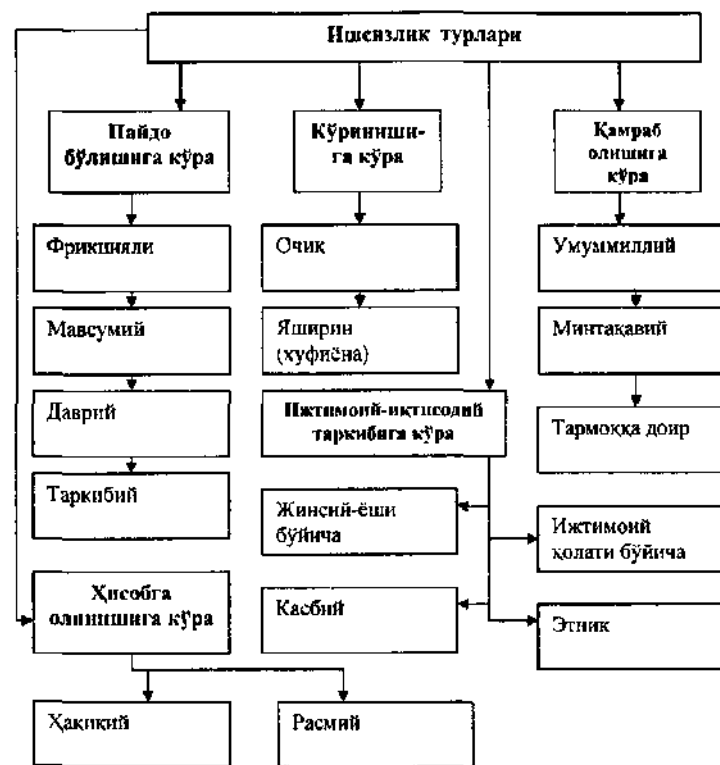 Ишсизлик турлари
Пайдо
бўлишига кўра
Кўриниши-
га кўра
Қамраб
олишига
кўра
Фрикцияли
Очиқ
Умуммиллий
Мавсумий
Яширин
(хуфиёна)
Минтақавий
Даврий
Ижтимоий-иқтисодий
таркибига кўра
Тармоққа доир
Таркибий
Жинсий-ёши
бўйича
Ижтимоий
қолати бўйича
Ҳисобга
олинишига кўра
Касбий
Этник
Ҳақиқий
Расмий